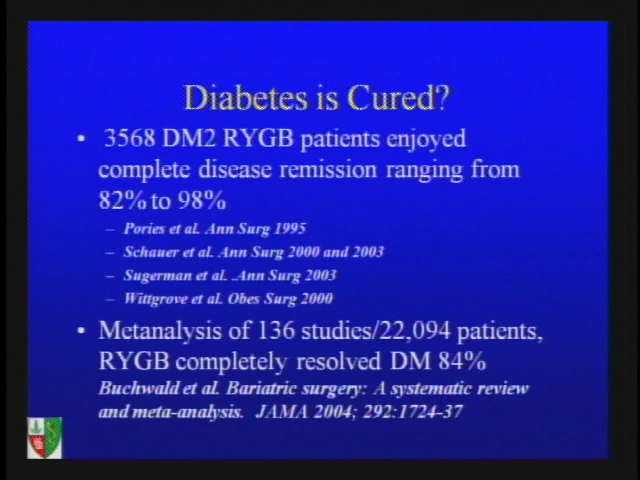 Diabetes is Cured?
• 3568 DM2 RYGB patients enjoyed
complete disease remission ranging from
82% to 98%
– Pories et al. Ann Surg 1995
– Schauer et al. Ann Surg 2000 and 2003
– Sugerman et al. .Ann Surg 2003
– Wittgrove et al. Obes Surg 2000
• Metanalysis of 136 studies/22,094 patients,
RYGB completely resolved DM 84%
Buchwald et al. Bariatric surgery: A systematic review
and meta-analysis. JAMA 2004; 292:1724-37